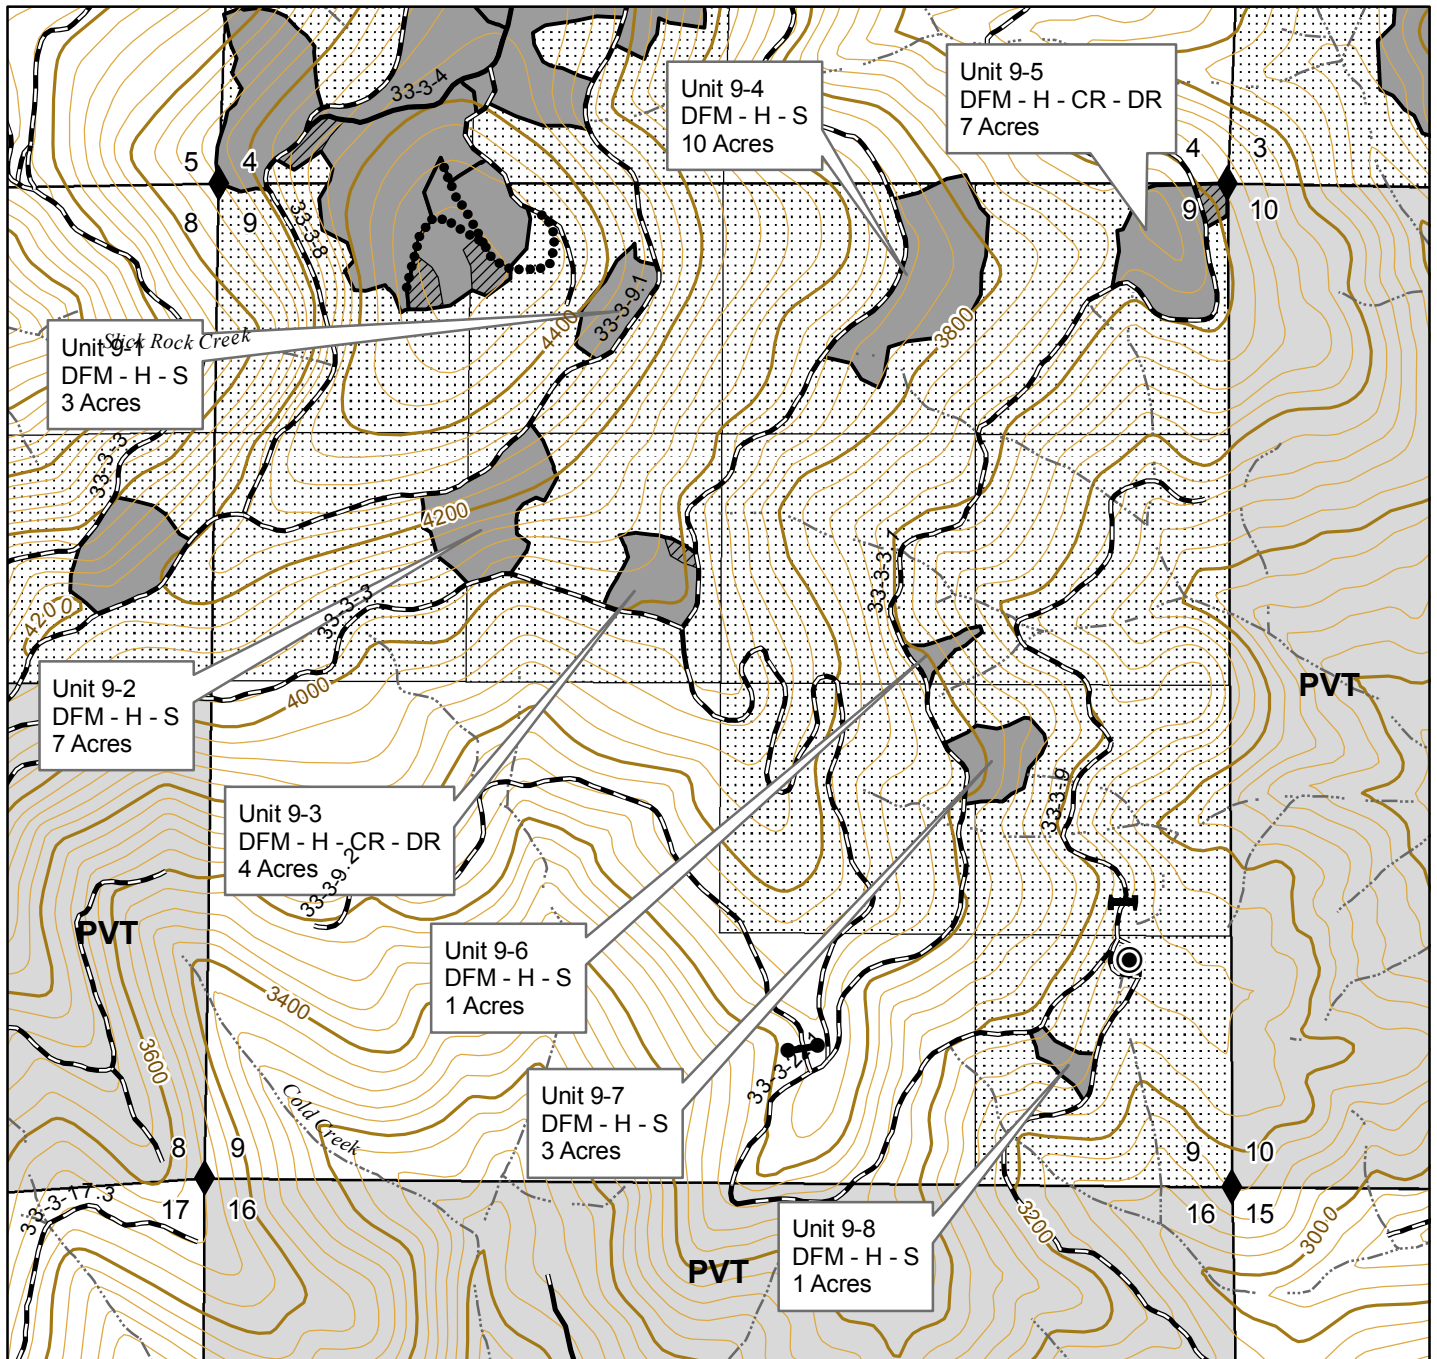 33-3-4
Unit 9-4
DFM - H - S
10 Acres
Unit 9-5
DFM - H - CR - DR
7 Acres
5
4
4
3
8
9
9
10
33-3-8
33-3-9.1
4400
3800
Slick Rock Creek
Unit 9-1
DFM - H - S
3 Acres
33-3-3
4200
4200
33-3-3
33-3-3.1
4000
PVT
Unit 9-2
DFM - H - S
7 Acres
Unit 9-3
DFM - H - CR - DR
4 Acres
33-3-9.2
33-3-9
PVT
Unit 9-6
DFM - H - S
1 Acres
3400
3600
Cold Creek
Unit 9-7
DFM - H - S
3 Acres
8
9
9
10
17
16
16
15
33-3-17.3
Unit 9-8
DFM - H - S
1 Acres
3200
3000
PVT